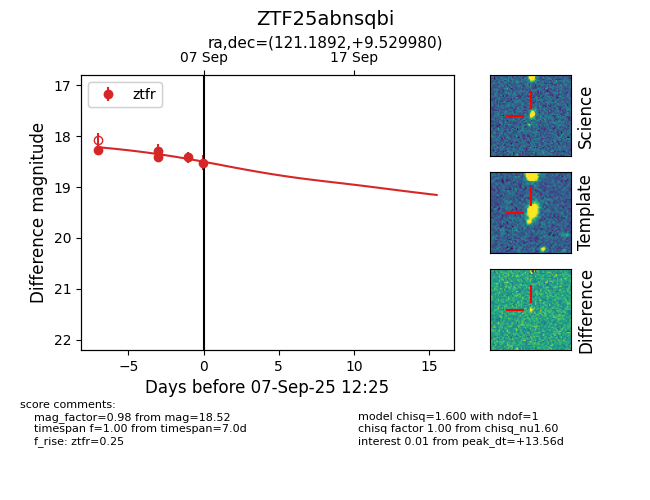 ZTF25abnsqbi
ra,dec=(121.1892,+9.529980)
07 Sep
17 Sep
ztfr
17
18
19
20
21
22
Difference magnitude
−5
0
5
10
15
Days before 07-Sep-25 12:25
Science
Template
Difference
score comments:
mag_factor=0.98 from mag=18.52
timespan f=1.00 from timespan=7.0d
f_rise: ztfr=0.25
model chisq=1.600 with ndof=1
chisq factor 1.00 from chisq_nu1.60
interest 0.01 from peak_dt=+13.56d